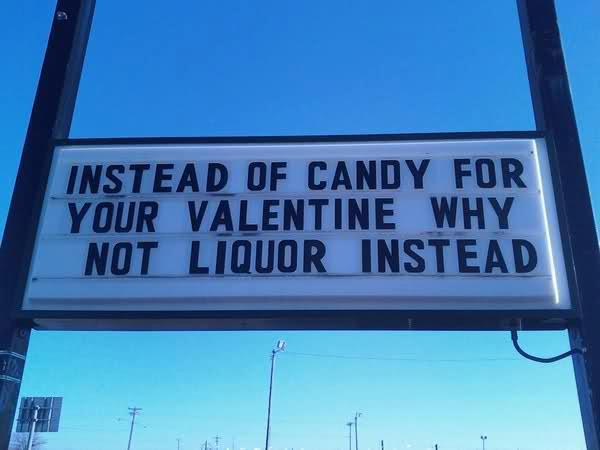 INSTEAD OF CANDY FOR
YOUR VALENTINE WHY
NOT LIQUOR INSTEAD